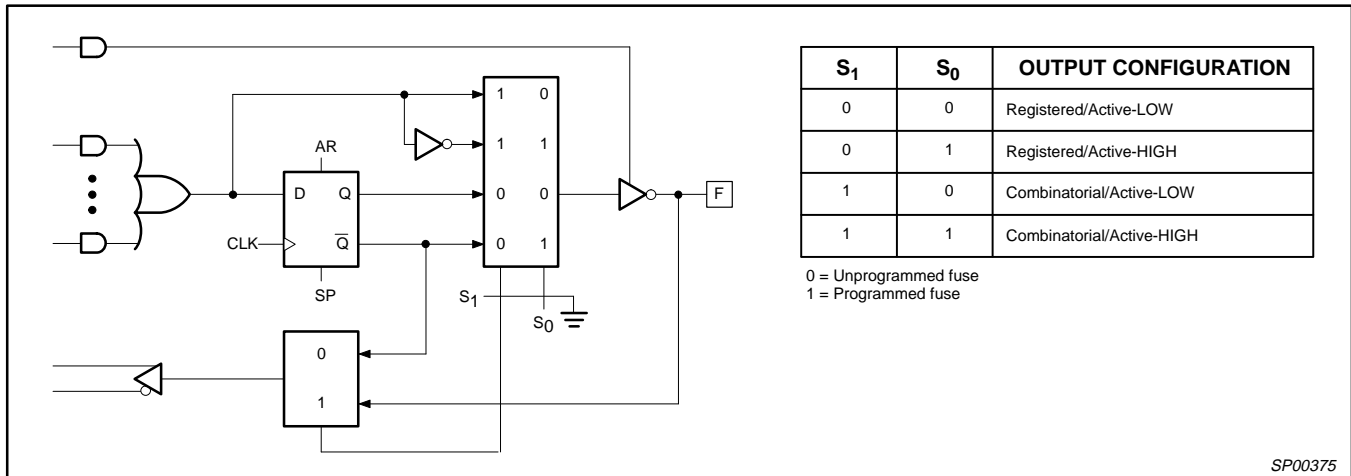 AR
D Q
CLK
Q̅
SP
1 0
1 1
0 0
0 1
F
S1
S0
0
1
S1 S0 OUTPUT CONFIGURATION
0 0 Registered/Active-LOW
0 1 Registered/Active-HIGH
1 0 Combinatorial/Active-LOW
1 1 Combinatorial/Active-HIGH
0 = Unprogrammed fuse
1 = Programmed fuse
SP00375